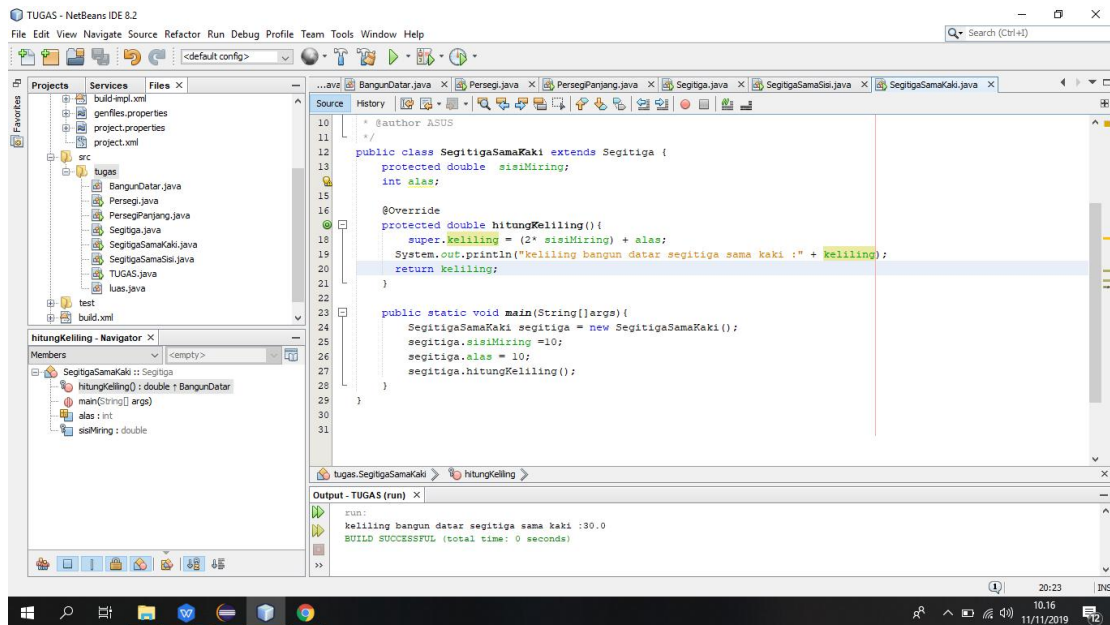 TUGAS - NetBeans IDE 8.2
File Edit View Navigate Source Refactor Run Debug Profile Team Tools Window Help
Search (Ctrl+I)
<default config>
Projects Services Files
...ava BangunDatar.java Persegi.java PersegiPanjang.java Segitiga.java SegitigaSamaSisi.java SegitigaSamaKaki.java
Favorites
build-impl.xml
genfiles.properties
project.properties
project.xml
src
tugas
BangunDatar.java
Persegi.java
PersegiPanjang.java
Segitiga.java
SegitigaSamaKaki.java
SegitigaSamaSisi.java
TUGAS.java
luas.java
test
build.xml
hitungKeliling - Navigator
Members <empty>
SegitigaSamaKaki :: Segitiga
hitungKeliling() : double ↑ BangunDatar
main(String[] args)
alas : int
sisiMiring : double
Source History
10 * @author ASUS
11 */
12 public class SegitigaSamaKaki extends Segitiga {
13 protected double sisiMiring;
int alas;
15
16 @Override
protected double hitungKeliling(){
18 super.keliling = (2* sisiMiring) + alas;
19 System.out.println("keliling bangun datar segitiga sama kaki :" + keliling);
20 return keliling;
21 }
22
23 public static void main(String[]args){
24 SegitigaSamaKaki segitiga = new SegitigaSamaKaki();
25 segitiga.sisiMiring =10;
26 segitiga.alas = 10;
27 segitiga.hitungKeliling();
28 }
29 }
30
31
tugas.SegitigaSamaKaki hitungKeliling
Output - TUGAS (run)
run:
keliling bangun datar segitiga sama kaki :30.0
BUILD SUCCESSFUL (total time: 0 seconds)
20:23 INS
10.16
11/11/2019
12